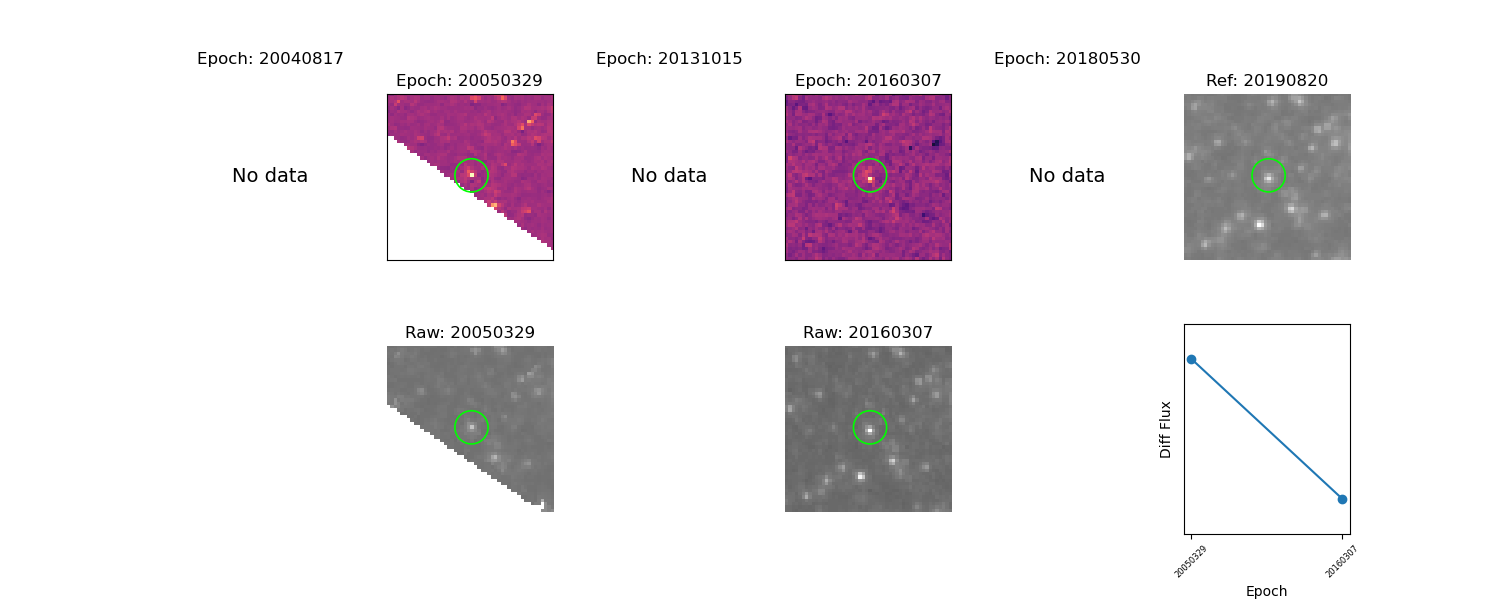 Epoch: 20040817
Epoch: 20131015
Epoch: 20180530
Epoch: 20050329
Epoch: 20160307
Ref: 20190820
No data
No data
No data
Raw: 20050329
Raw: 20160307
Diff Flux
20050329
20160307
Epoch